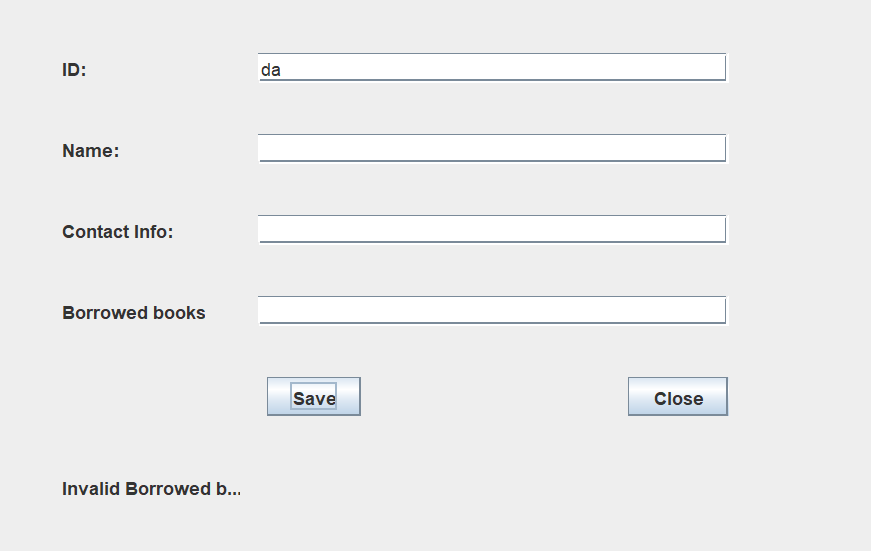 ID:
da
Name:
Contact Info:
Borrowed books
Save
Close
Invalid Borrowed b...